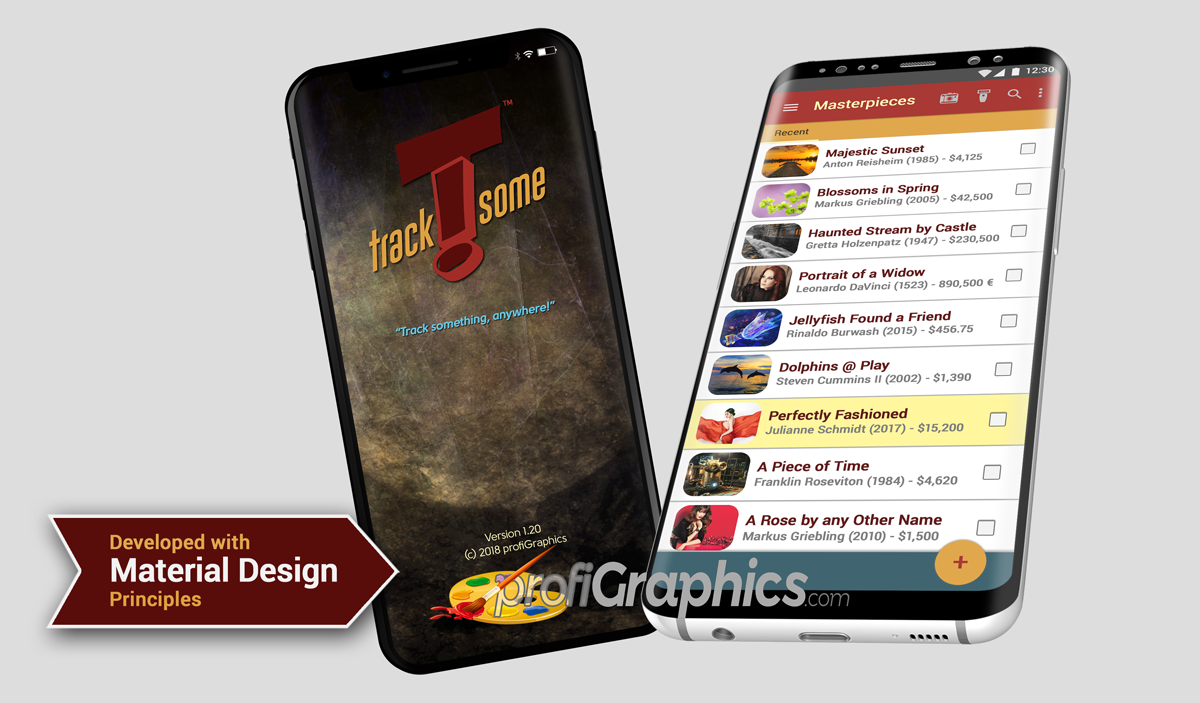 TM
track some
“Track something, anywhere!”
Version 1.20
(c) 2018 profiGraphics
12:30
Masterpieces
Recent
Majestic Sunset
Anton Reisheim (1985) - $4,125
Blossoms in Spring
Markus Griebling (2005) - $42,500
Haunted Stream by Castle
Gretta Holzenpatz (1947) - $230,500
Portrait of a Widow
Leonardo DaVinci (1523) - 890,500 €
Jellyfish Found a Friend
Rinaldo Burwash (2015) - $456.75
Dolphins @ Play
Steven Cummins II (2002) - $1,390
Perfectly Fashioned
Julianne Schmidt (2017) - $15,200
A Piece of Time
Franklin Roseviton (1984) - $4,620
A Rose by any Other Name
Markus Griebling (2010) - $1,500
+
Developed with
Material Design
Principles
profiGraphics.com